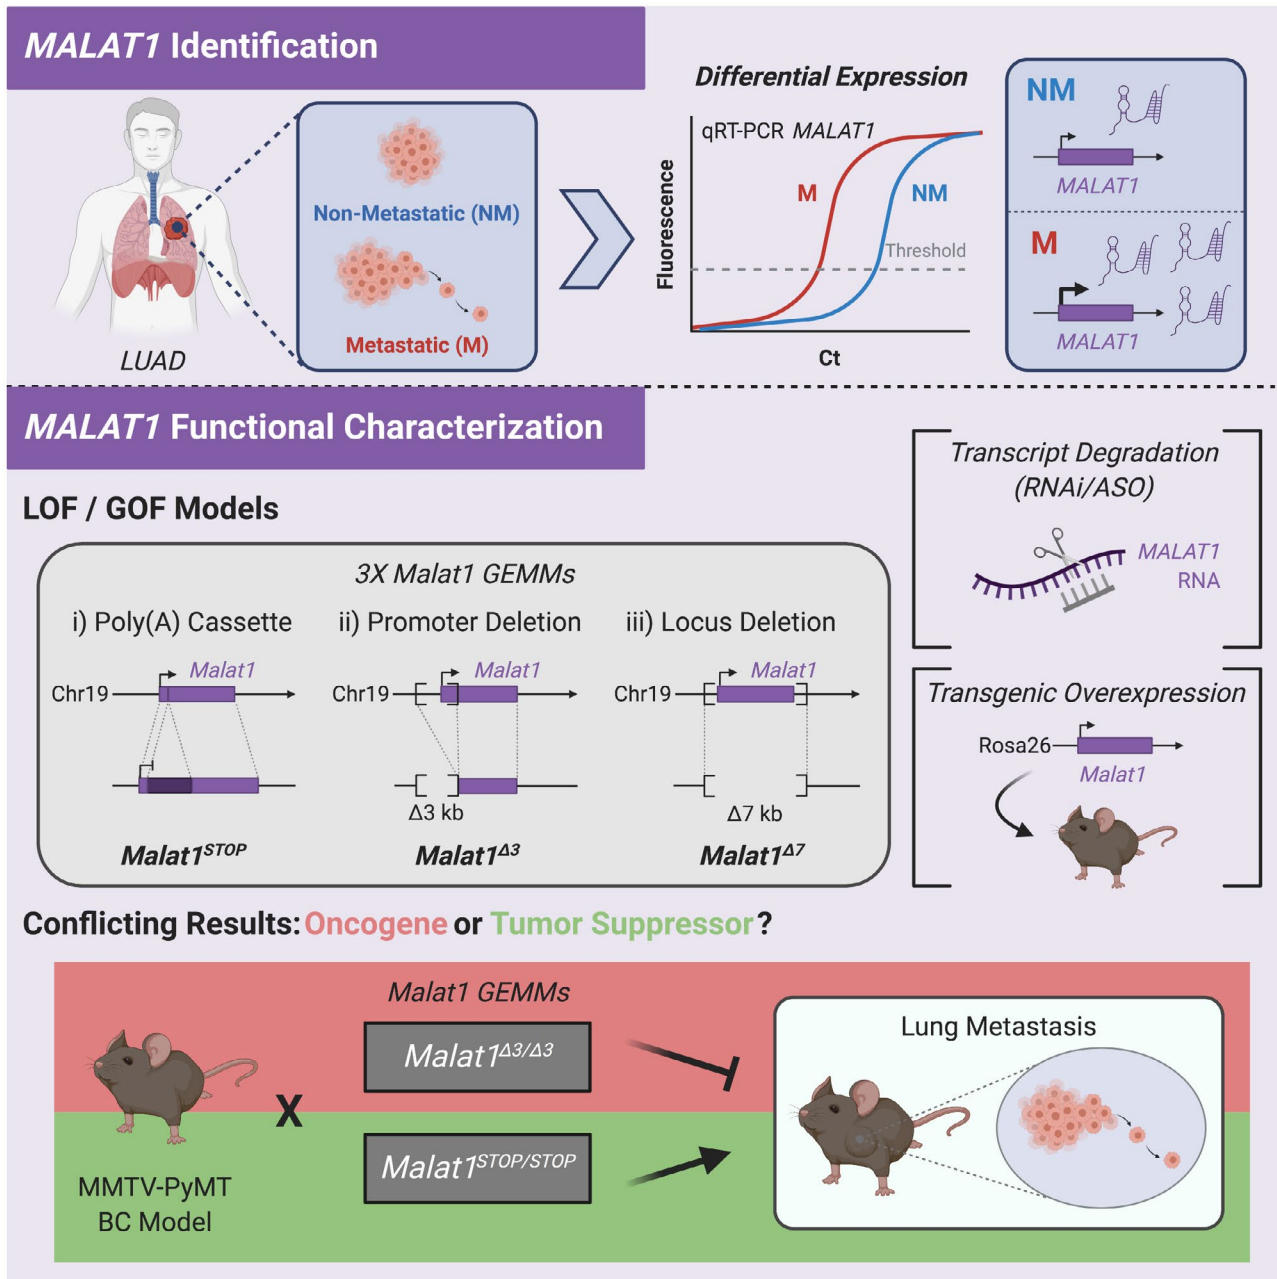 MALAT1 Identification
LUAD
Non-Metastatic (NM)
Metastatic (M)
Differential Expression
qRT-PCR MALAT1
M
NM
Threshold
Fluorescence
Ct
NM
MALAT1
M
MALAT1
MALAT1 Functional Characterization
LOF / GOF Models
3X Malat1 GEMMs
i) Poly(A) Cassette
Malat1
Chr19
Malat1STOP
ii) Promoter Deletion
Malat1
Chr19
Δ3 kb
Malat1Δ3
iii) Locus Deletion
Malat1
Chr19
Δ7 kb
Malat1Δ7
Transcript Degradation
(RNAi/ASO)
MALAT1
RNA
Transgenic Overexpression
Rosa26
Malat1
Conflicting Results: Oncogene or Tumor Suppressor?
MMTV-PyMT
BC Model
X
Malat1 GEMMs
Malat1Δ3/Δ3
Malat1STOP/STOP
Lung Metastasis